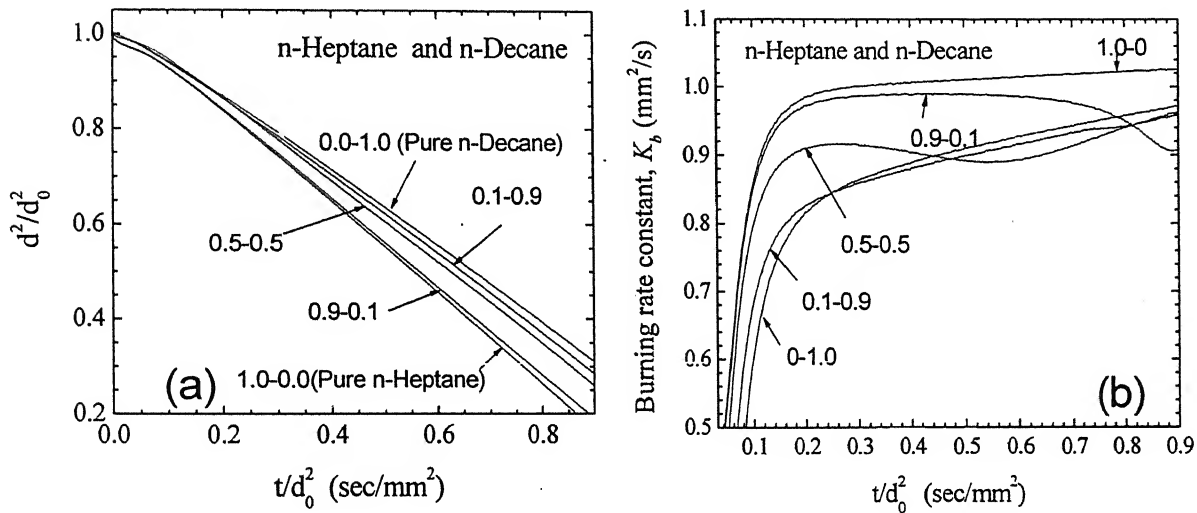 n-Heptane and n-Decane
0.0-1.0 (Pure n-Decane)
0.1-0.9
0.5-0.5
0.9-0.1
1.0-0.0(Pure n-Heptane)
(a)
d²/d₀²
1.0
0.8
0.6
0.4
0.2
0.0 0.2 0.4 0.6 0.8
t/d₀² (sec/mm²)
n-Heptane and n-Decane
1.0-0
0.9-0.1
0.5-0.5
0.1-0.9
0-1.0
(b)
Burning rate constant, K_b (mm²/s)
1.1
1.0
0.9
0.8
0.7
0.6
0.5
0.1 0.2 0.3 0.4 0.5 0.6 0.7 0.8 0.9
t/d₀² (sec/mm²)